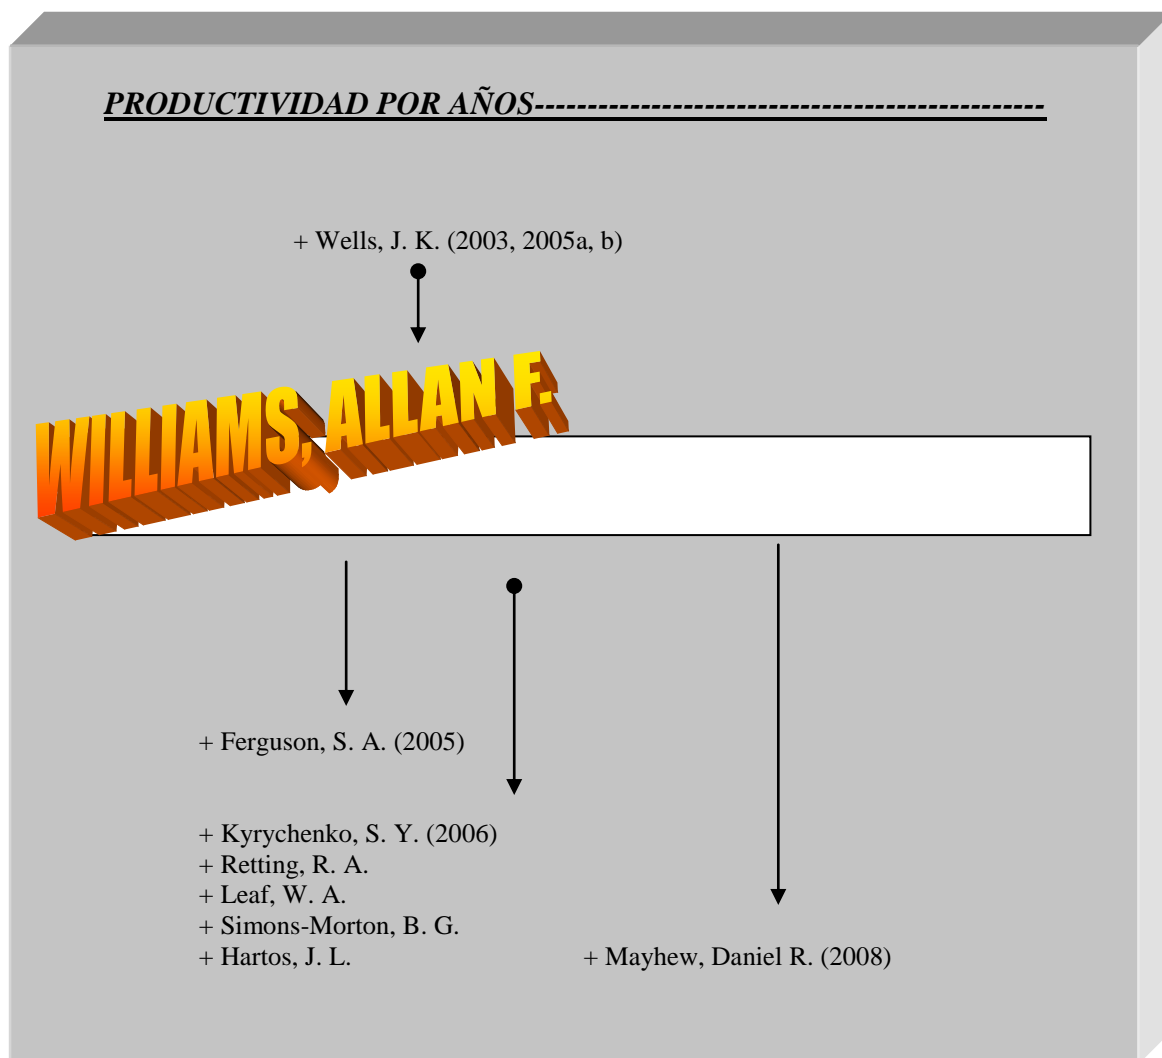 PRODUCTIVIDAD POR AÑOS------------------------------------------------
+ Wells, J. K. (2003, 2005a, b)
WILLIAMS, ALLAN F.
+ Ferguson, S. A. (2005)
+ Kyrychenko, S. Y. (2006)
+ Retting, R. A.
+ Leaf, W. A.
+ Simons-Morton, B. G.
+ Hartos, J. L.
+ Mayhew, Daniel R. (2008)